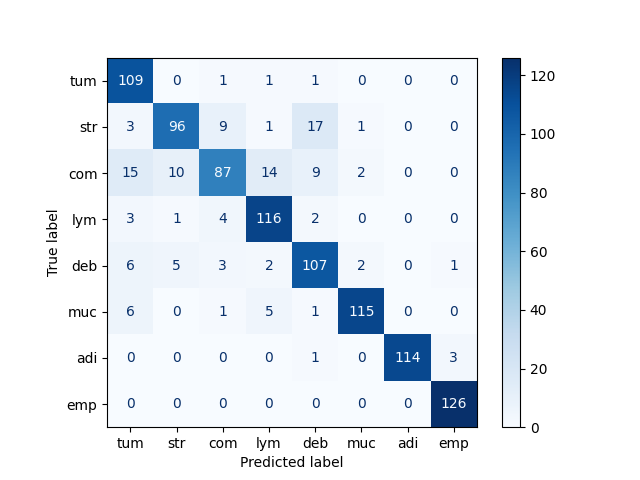 tum 109 0 1 1 1 0 0 0
str 3 96 9 1 17 1 0 0
com 15 10 87 14 9 2 0 0
lym 3 1 4 116 2 0 0 0
deb 6 5 3 2 107 2 0 1
muc 6 0 1 5 1 115 0 0
adi 0 0 0 0 1 0 114 3
emp 0 0 0 0 0 0 0 126
tum str com lym deb muc adi emp
Predicted label
True label
120
100
80
60
40
20
0